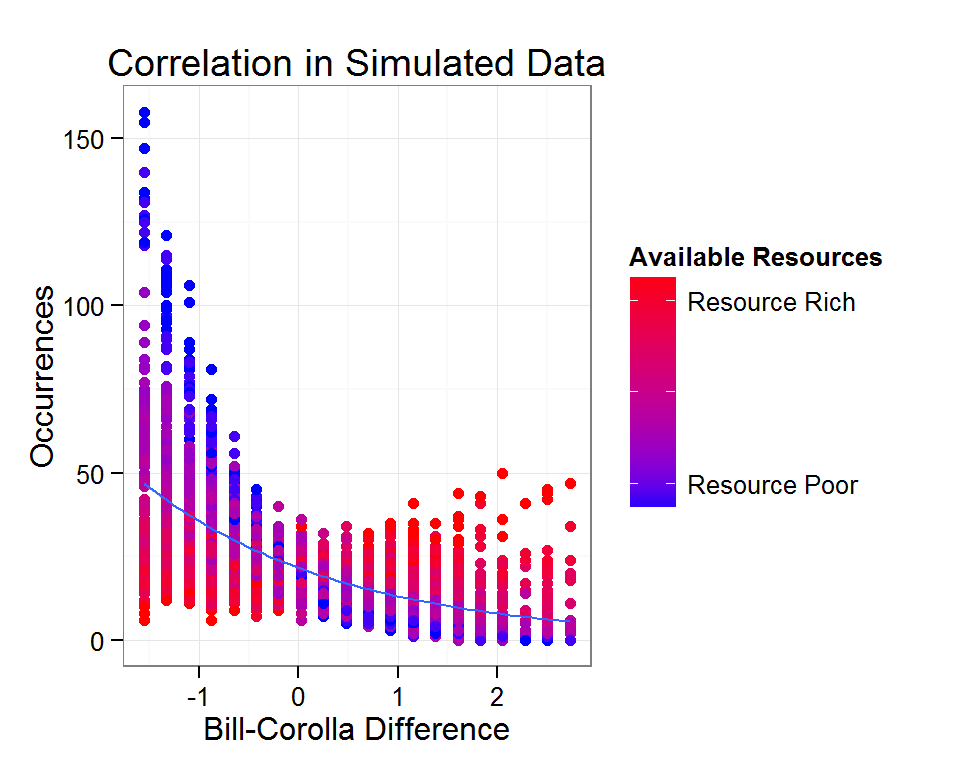 Correlation in Simulated Data
150
100
50
0
Occurrences
-1 0 1 2
Bill-Corolla Difference
Available Resources
Resource Rich
Resource Poor